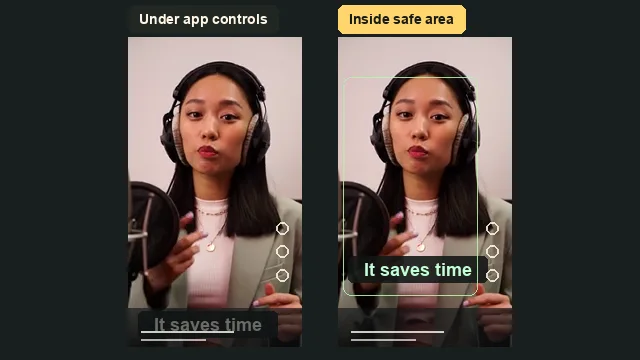 Under app controls
Inside safe area
It saves time
It saves time